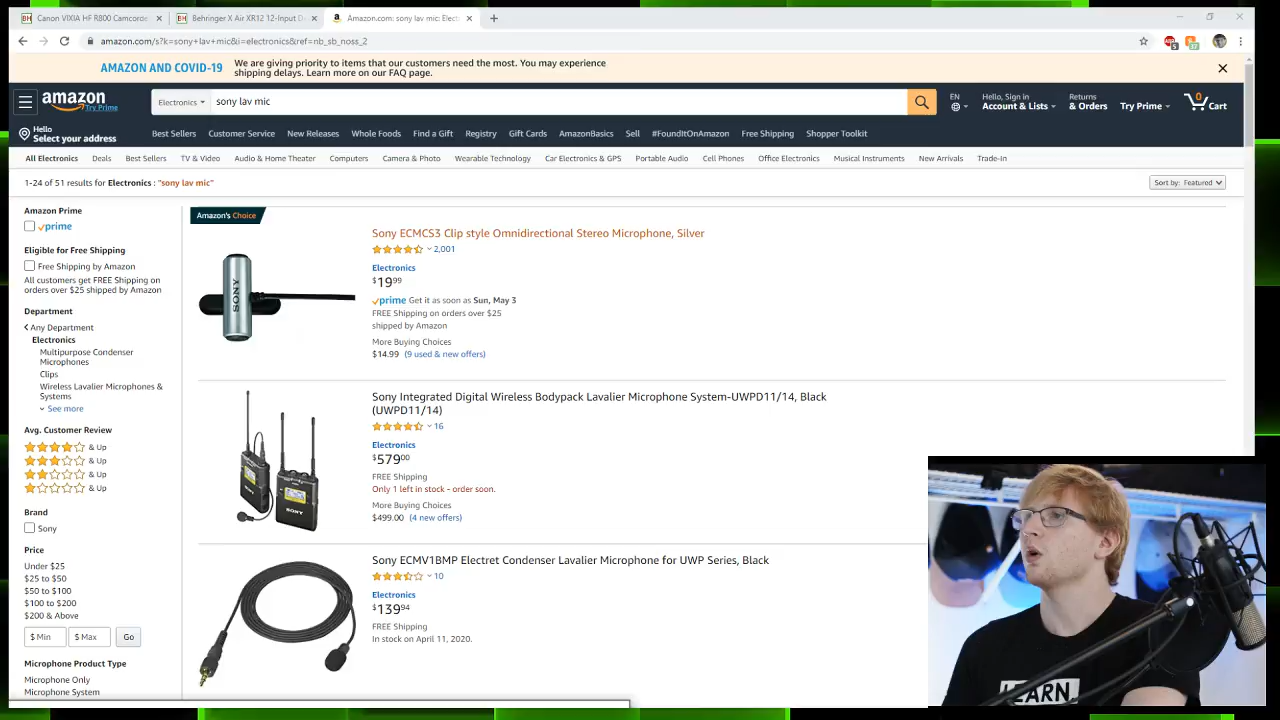 Canon VIXIA HF R800 Camcorde
Behringer X Air XR12 12-Input D
Amazon.com: sony lav mic: Elect
amazon.com/s?k=sony+lav+mic&i=electronics&ref=nb_sb_noss_2
AMAZON AND COVID-19
We are giving priority to items that our customers need the most. You may experience
shipping delays. Learn more on our FAQ page.
amazon
Try Prime
Electronics
sony lav mic
EN
Hello, Sign in
Account & Lists
Returns
& Orders
Try Prime
0
Cart
Hello
Select your address
Best Sellers
Customer Service
New Releases
Whole Foods
Find a Gift
Registry
Gift Cards
AmazonBasics
Sell
#FoundItOnAmazon
Free Shipping
Shopper Toolkit
All Electronics
Deals
Best Sellers
TV & Video
Audio & Home Theater
Computers
Camera & Photo
Wearable Technology
Car Electronics & GPS
Portable Audio
Cell Phones
Office Electronics
Musical Instruments
New Arrivals
Trade-In
1-24 of 51 results for Electronics : "sony lav mic"
Sort by: Featured
Amazon Prime
prime
Eligible for Free Shipping
Free Shipping by Amazon
All customers get FREE Shipping on
orders over $25 shipped by Amazon
Department
Any Department
Electronics
Multipurpose Condenser
Microphones
Clips
Wireless Lavalier Microphones &
Systems
See more
Avg. Customer Review
& Up
& Up
& Up
& Up
Brand
Sony
Price
Under $25
$25 to $50
$50 to $100
$100 to $200
$200 & Above
$ Min
$ Max
Go
Microphone Product Type
Microphone Only
Microphone System
Amazon's Choice
SONY
Sony ECMCS3 Clip style Omnidirectional Stereo Microphone, Silver
2,001
Electronics
$19.99
prime Get it as soon as Sun, May 3
FREE Shipping on orders over $25
shipped by Amazon
More Buying Choices
$14.99 (9 used & new offers)
SONY
Sony Integrated Digital Wireless Bodypack Lavalier Microphone System-UWPD11/14, Black
(UWPD11/14)
16
Electronics
$579.00
FREE Shipping
Only 1 left in stock - order soon.
More Buying Choices
$499.00 (4 new offers)
Sony ECMV1BMP Electret Condenser Lavalier Microphone for UWP Series, Black
10
Electronics
$139.94
FREE Shipping
In stock on April 11, 2020.
LEARN